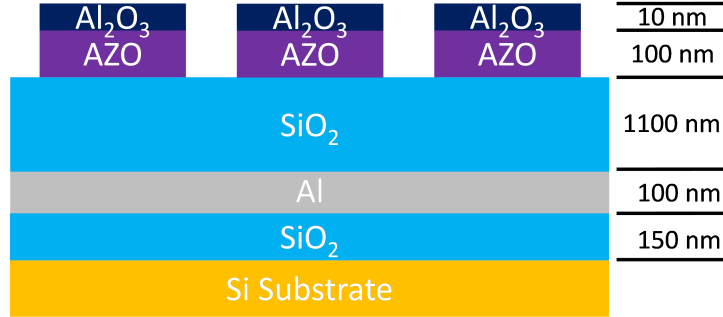 Al₂O₃ Al₂O₃ Al₂O₃ 10 nm
AZO AZO AZO 100 nm
SiO₂ 1100 nm
Al 100 nm
SiO₂ 150 nm
Si Substrate